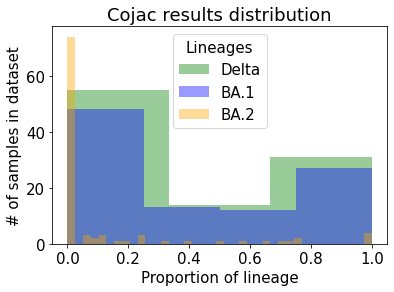 Cojac results distribution
Lineages
Delta
BA.1
BA.2
# of samples in dataset
60
40
20
0
0.0 0.2 0.4 0.6 0.8 1.0
Proportion of lineage